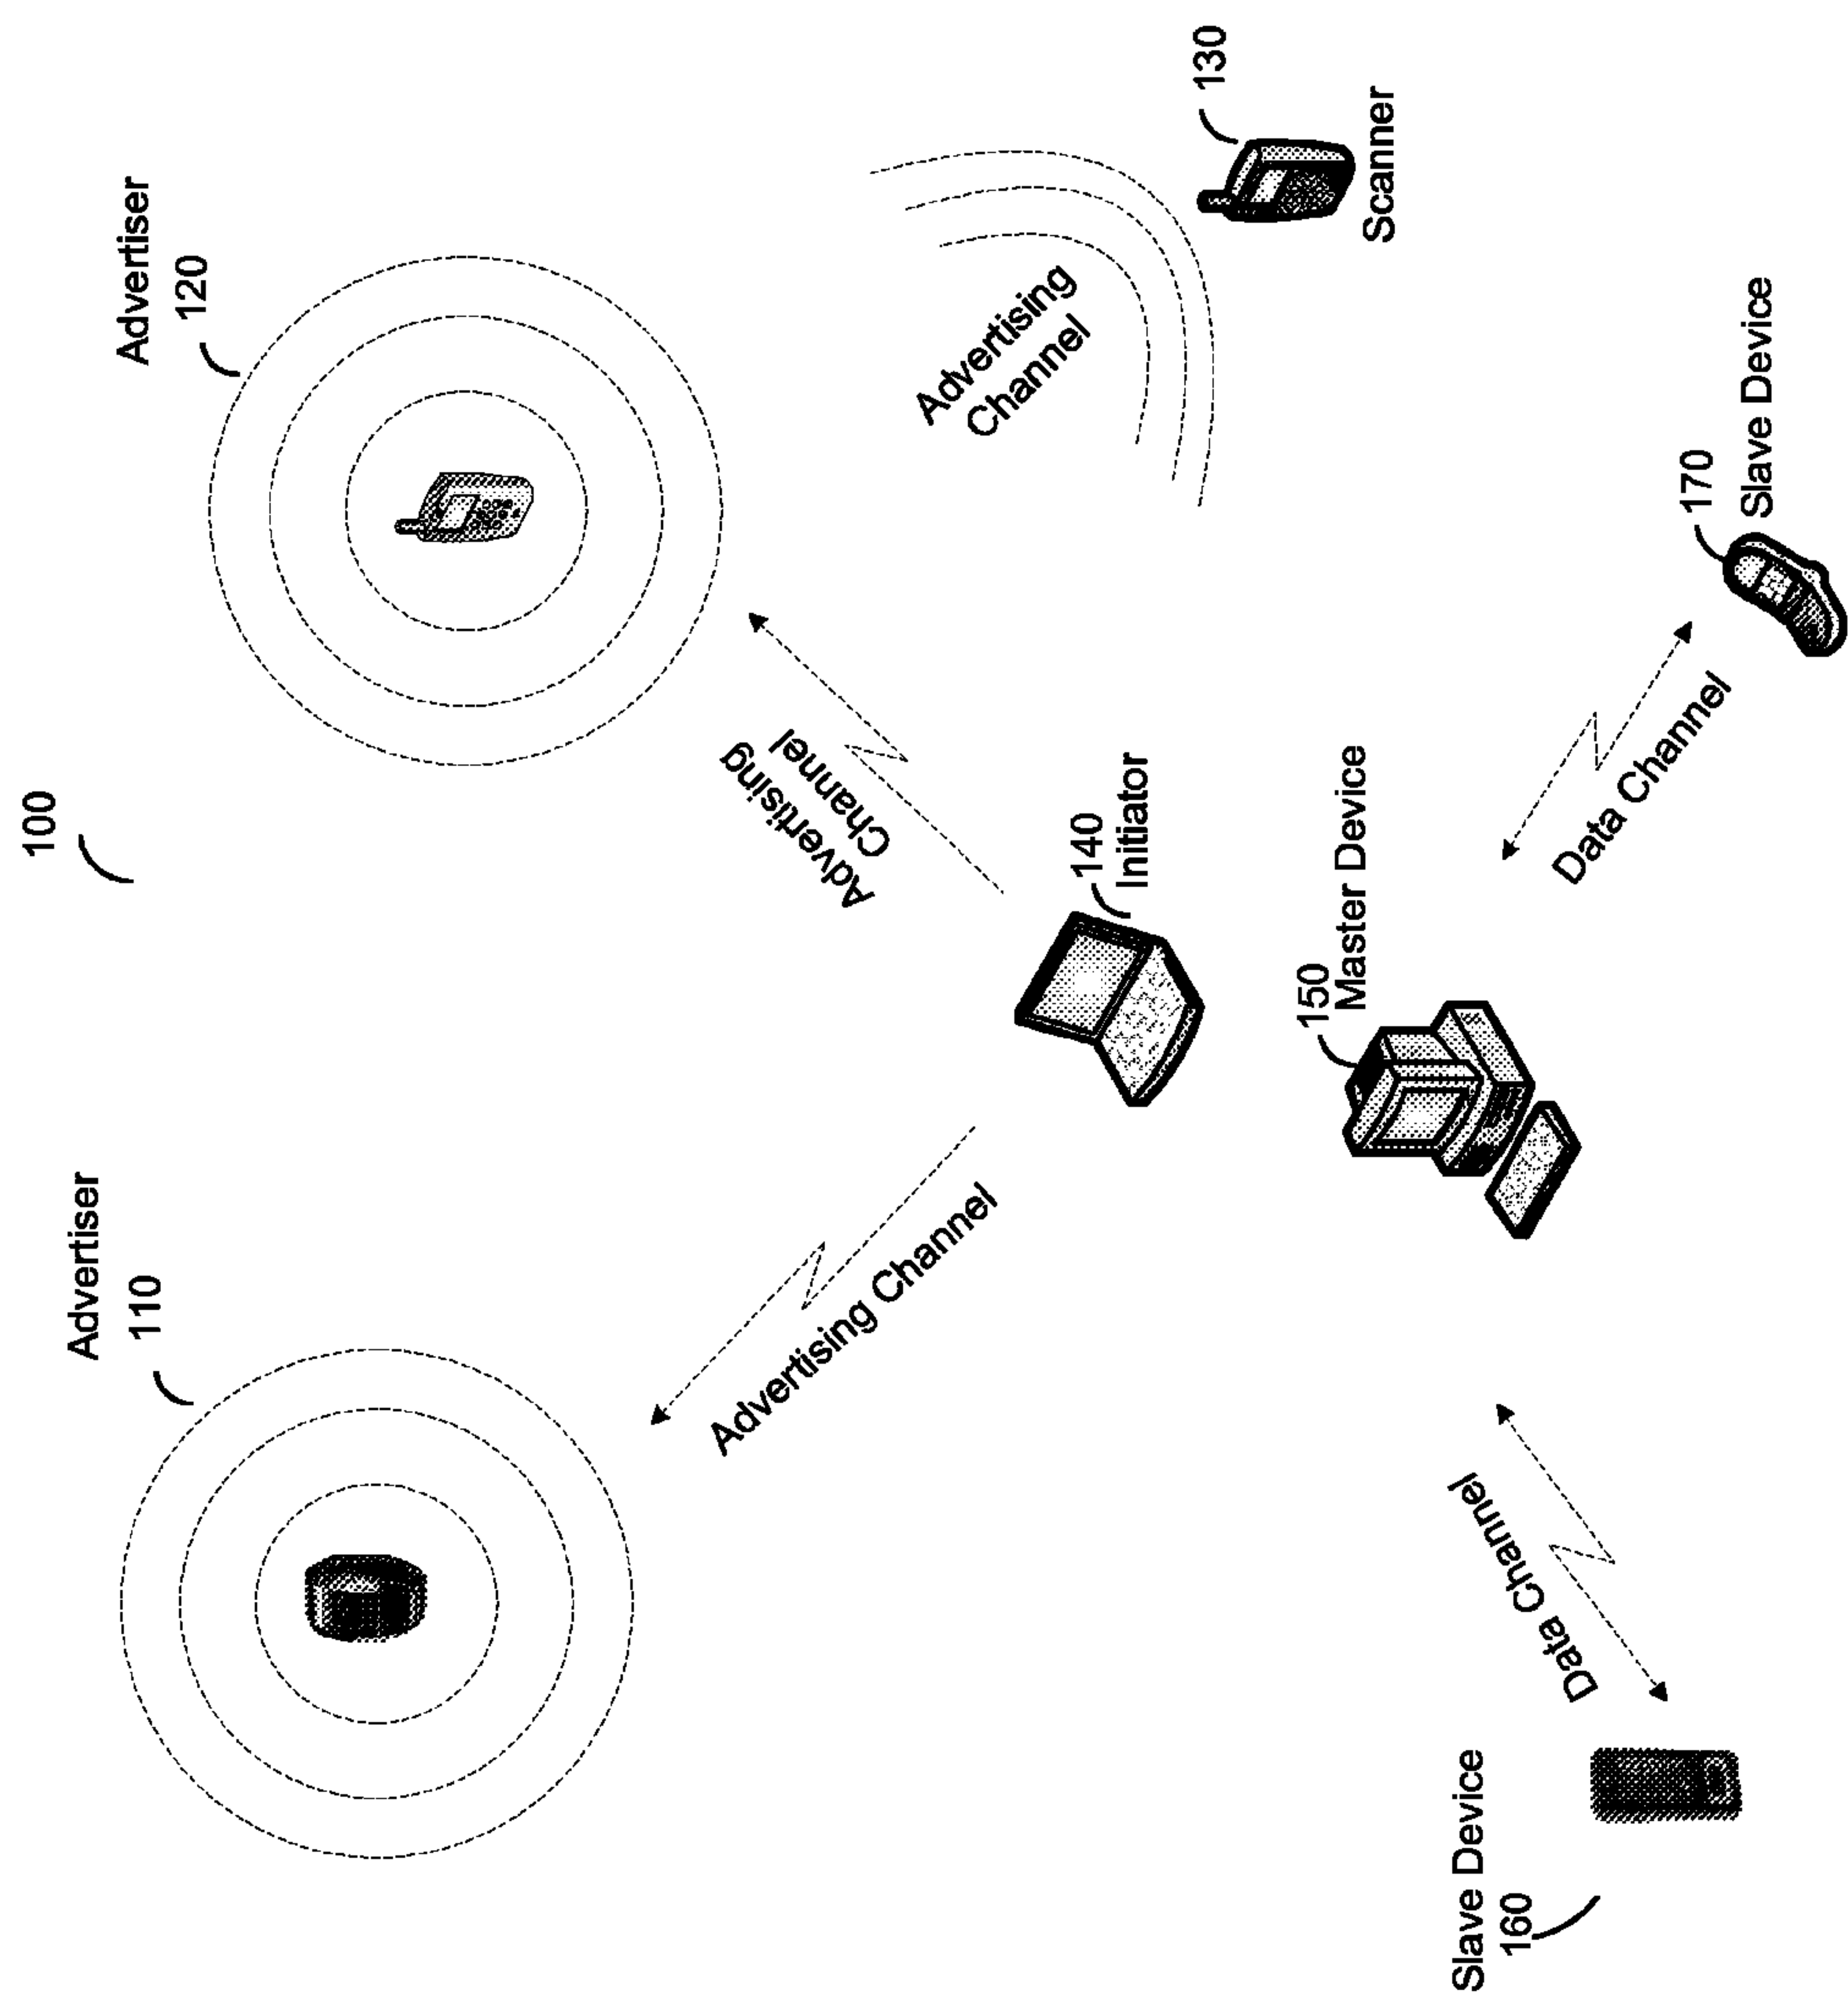 100
Advertiser
110
Advertiser
120
Advertising Channel
Advertising
Channel
Advertising
Channel
130
Scanner
140
Initiator
150
Master Device
Data Channel
Data Channel
Slave Device
160
170
Slave Device